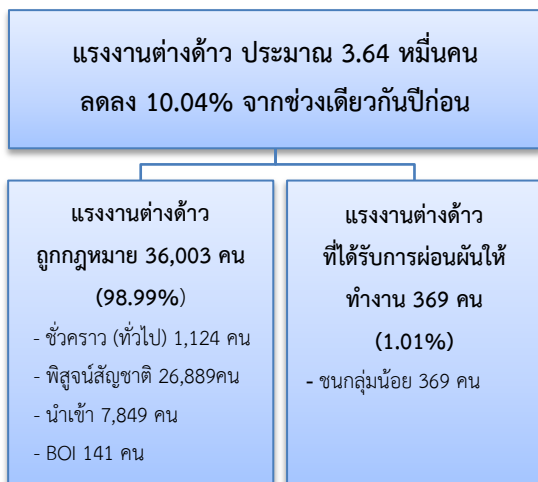 แรงงานต่างด้าว ประมาณ 3.64 หมื่นคน
ลดลง 10.04% จากช่วงเดียวกันปีก่อน
แรงงานต่างด้าว
ถูกกฎหมาย 36,003 คน
(98.99%)
- ชั่วคราว (ทั่วไป) 1,124 คน
- พิสูจน์สัญชาติ 26,889คน
- นำเข้า 7,849 คน
- BOI 141 คน
แรงงานต่างด้าว
ที่ได้รับการผ่อนผันให้
ทำงาน 369 คน
(1.01%)
- ชนกลุ่มน้อย 369 คน